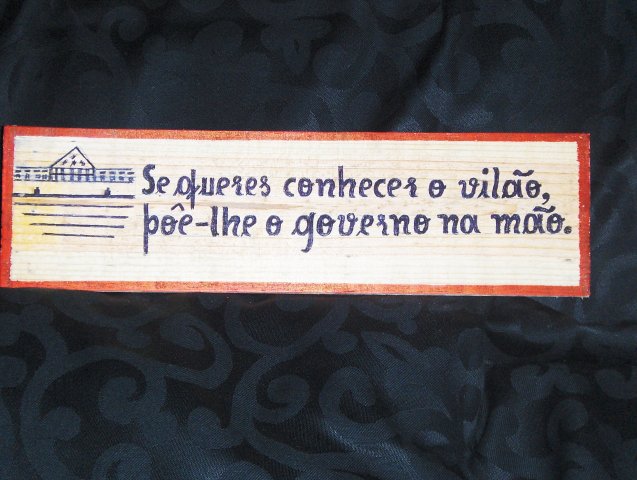 Se queres conhecer o vilão,
põe-lhe o governo na mão.